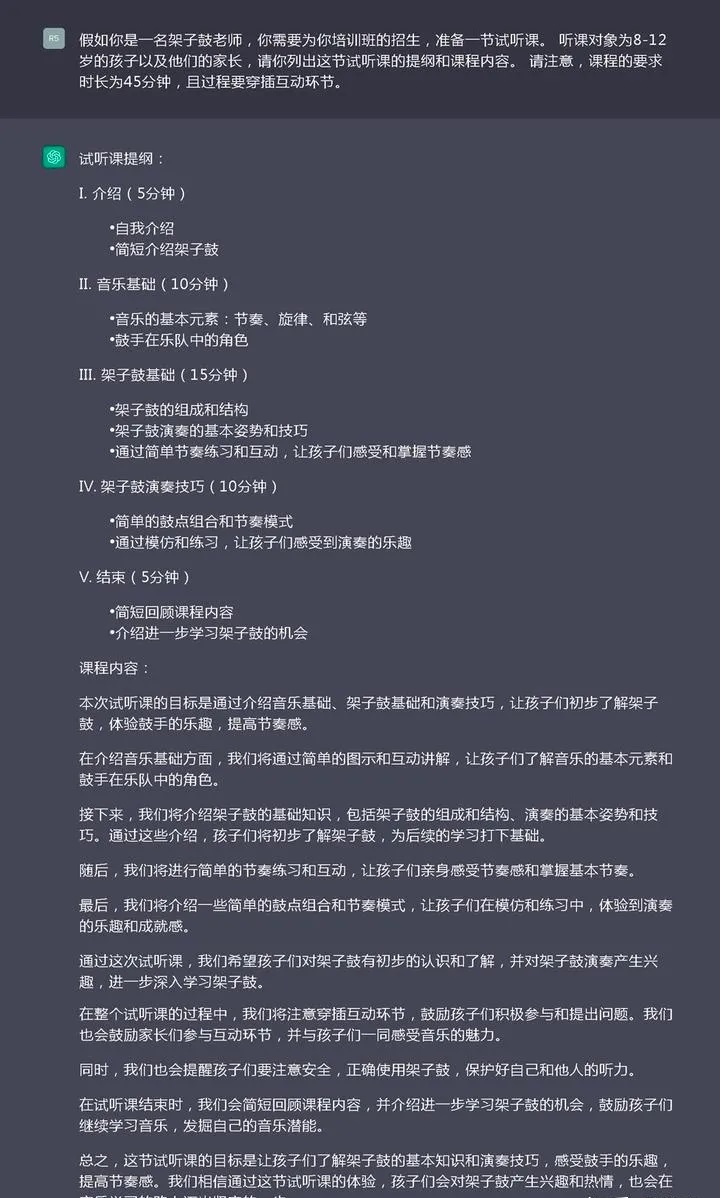 RS
假如你是一名架子鼓老师，你需要为你培训班的招生，准备一节试听课。 听课对象为8-12
岁的孩子以及他们的家长，请你列出这节试听课的提纲和课程内容。 请注意，课程的要求
时长为45分钟，且过程要穿插互动环节。
试听课提纲：
I. 介绍（5分钟）
•自我介绍
•简短介绍架子鼓
II. 音乐基础（10分钟）
•音乐的基本元素：节奏、旋律、和弦等
•鼓手在乐队中的角色
III. 架子鼓基础（15分钟）
•架子鼓的组成和结构
•架子鼓演奏的基本姿势和技巧
•通过简单节奏练习和互动，让孩子们感受和掌握节奏感
IV. 架子鼓演奏技巧（10分钟）
•简单的鼓点组合和节奏模式
•通过模仿和练习，让孩子们感受到演奏的乐趣
V. 结束（5分钟）
•简短回顾课程内容
•介绍进一步学习架子鼓的机会
课程内容：
本次试听课的目标是通过介绍音乐基础、架子鼓基础和演奏技巧，让孩子们初步了解架子
鼓，体验鼓手的乐趣，提高节奏感。
在介绍音乐基础方面，我们将通过简单的图示和互动讲解，让孩子们了解音乐的基本元素和
鼓手在乐队中的角色。
接下来，我们将介绍架子鼓的基础知识，包括架子鼓的组成和结构、演奏的基本姿势和技
巧。通过这些介绍，孩子们将初步了解架子鼓，为后续的学习打下基础。
随后，我们将进行简单的节奏练习和互动，让孩子们亲身感受节奏感和掌握基本节奏。
最后，我们将介绍一些简单的鼓点组合和节奏模式，让孩子们在模仿和练习中，体验到演奏
的乐趣和成就感。
通过这次试听课，我们希望孩子们对架子鼓有初步的认识和了解，并对架子鼓演奏产生兴
趣，进一步深入学习架子鼓。
在整个试听课的过程中，我们将注意穿插互动环节，鼓励孩子们积极参与和提出问题。我们
也会鼓励家长们参与互动环节，并与孩子们一同感受音乐的魅力。
同时，我们也会提醒孩子们要注意安全，正确使用架子鼓，保护好自己和他人的听力。
在试听课结束时，我们会简短回顾课程内容，并介绍进一步学习架子鼓的机会，鼓励孩子们
继续学习音乐，发掘自己的音乐潜能。
总之，这节试听课的目标是让孩子们了解架子鼓的基本知识和演奏技巧，感受鼓手的乐趣，
提高节奏感。我们相信通过这节试听课的体验，孩子们会对架子鼓产生兴趣和热情，也会在